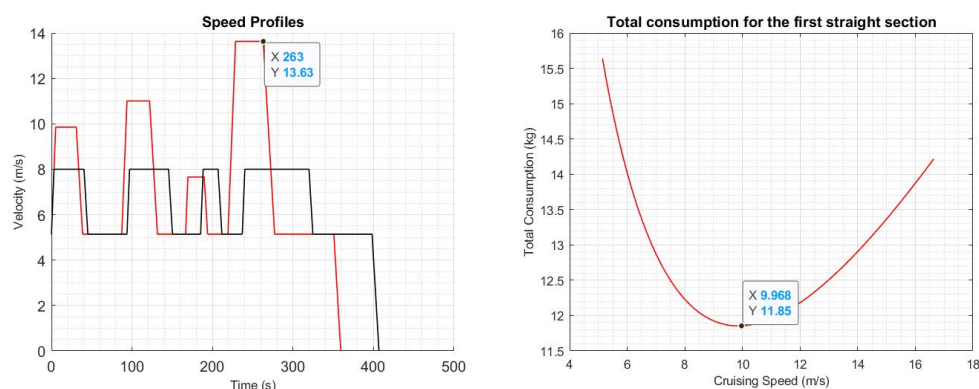 Speed Profiles
14
12
10
8
6
4
2
0
Velocity (m/s)
X 263
Y 13.63
0 100 200 300 400 500
Time (s)
Total consumption for the first straight section
16
15.5
15
14.5
14
13.5
13
12.5
12
11.5
Total Consumption (kg)
X 9.968
Y 11.85
4 6 8 10 12 14 16 18
Cruising Speed (m/s)